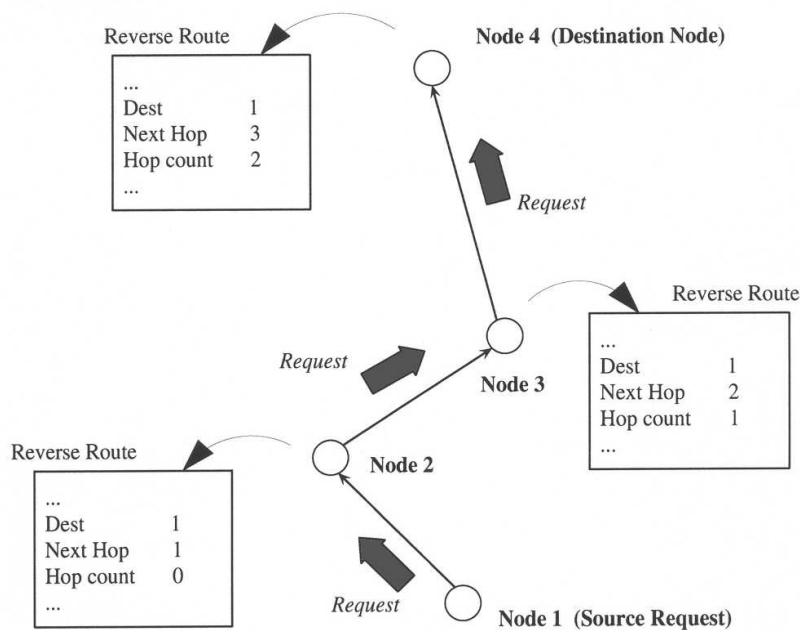 Reverse Route
Node 4 (Destination Node)
...
Dest 1
Next Hop 3
Hop count 2
...
Request
Reverse Route
...
Dest 1
Next Hop 2
Hop count 1
...
Request
Node 3
Reverse Route
Node 2
...
Dest 1
Next Hop 1
Hop count 0
...
Request
Node 1 (Source Request)